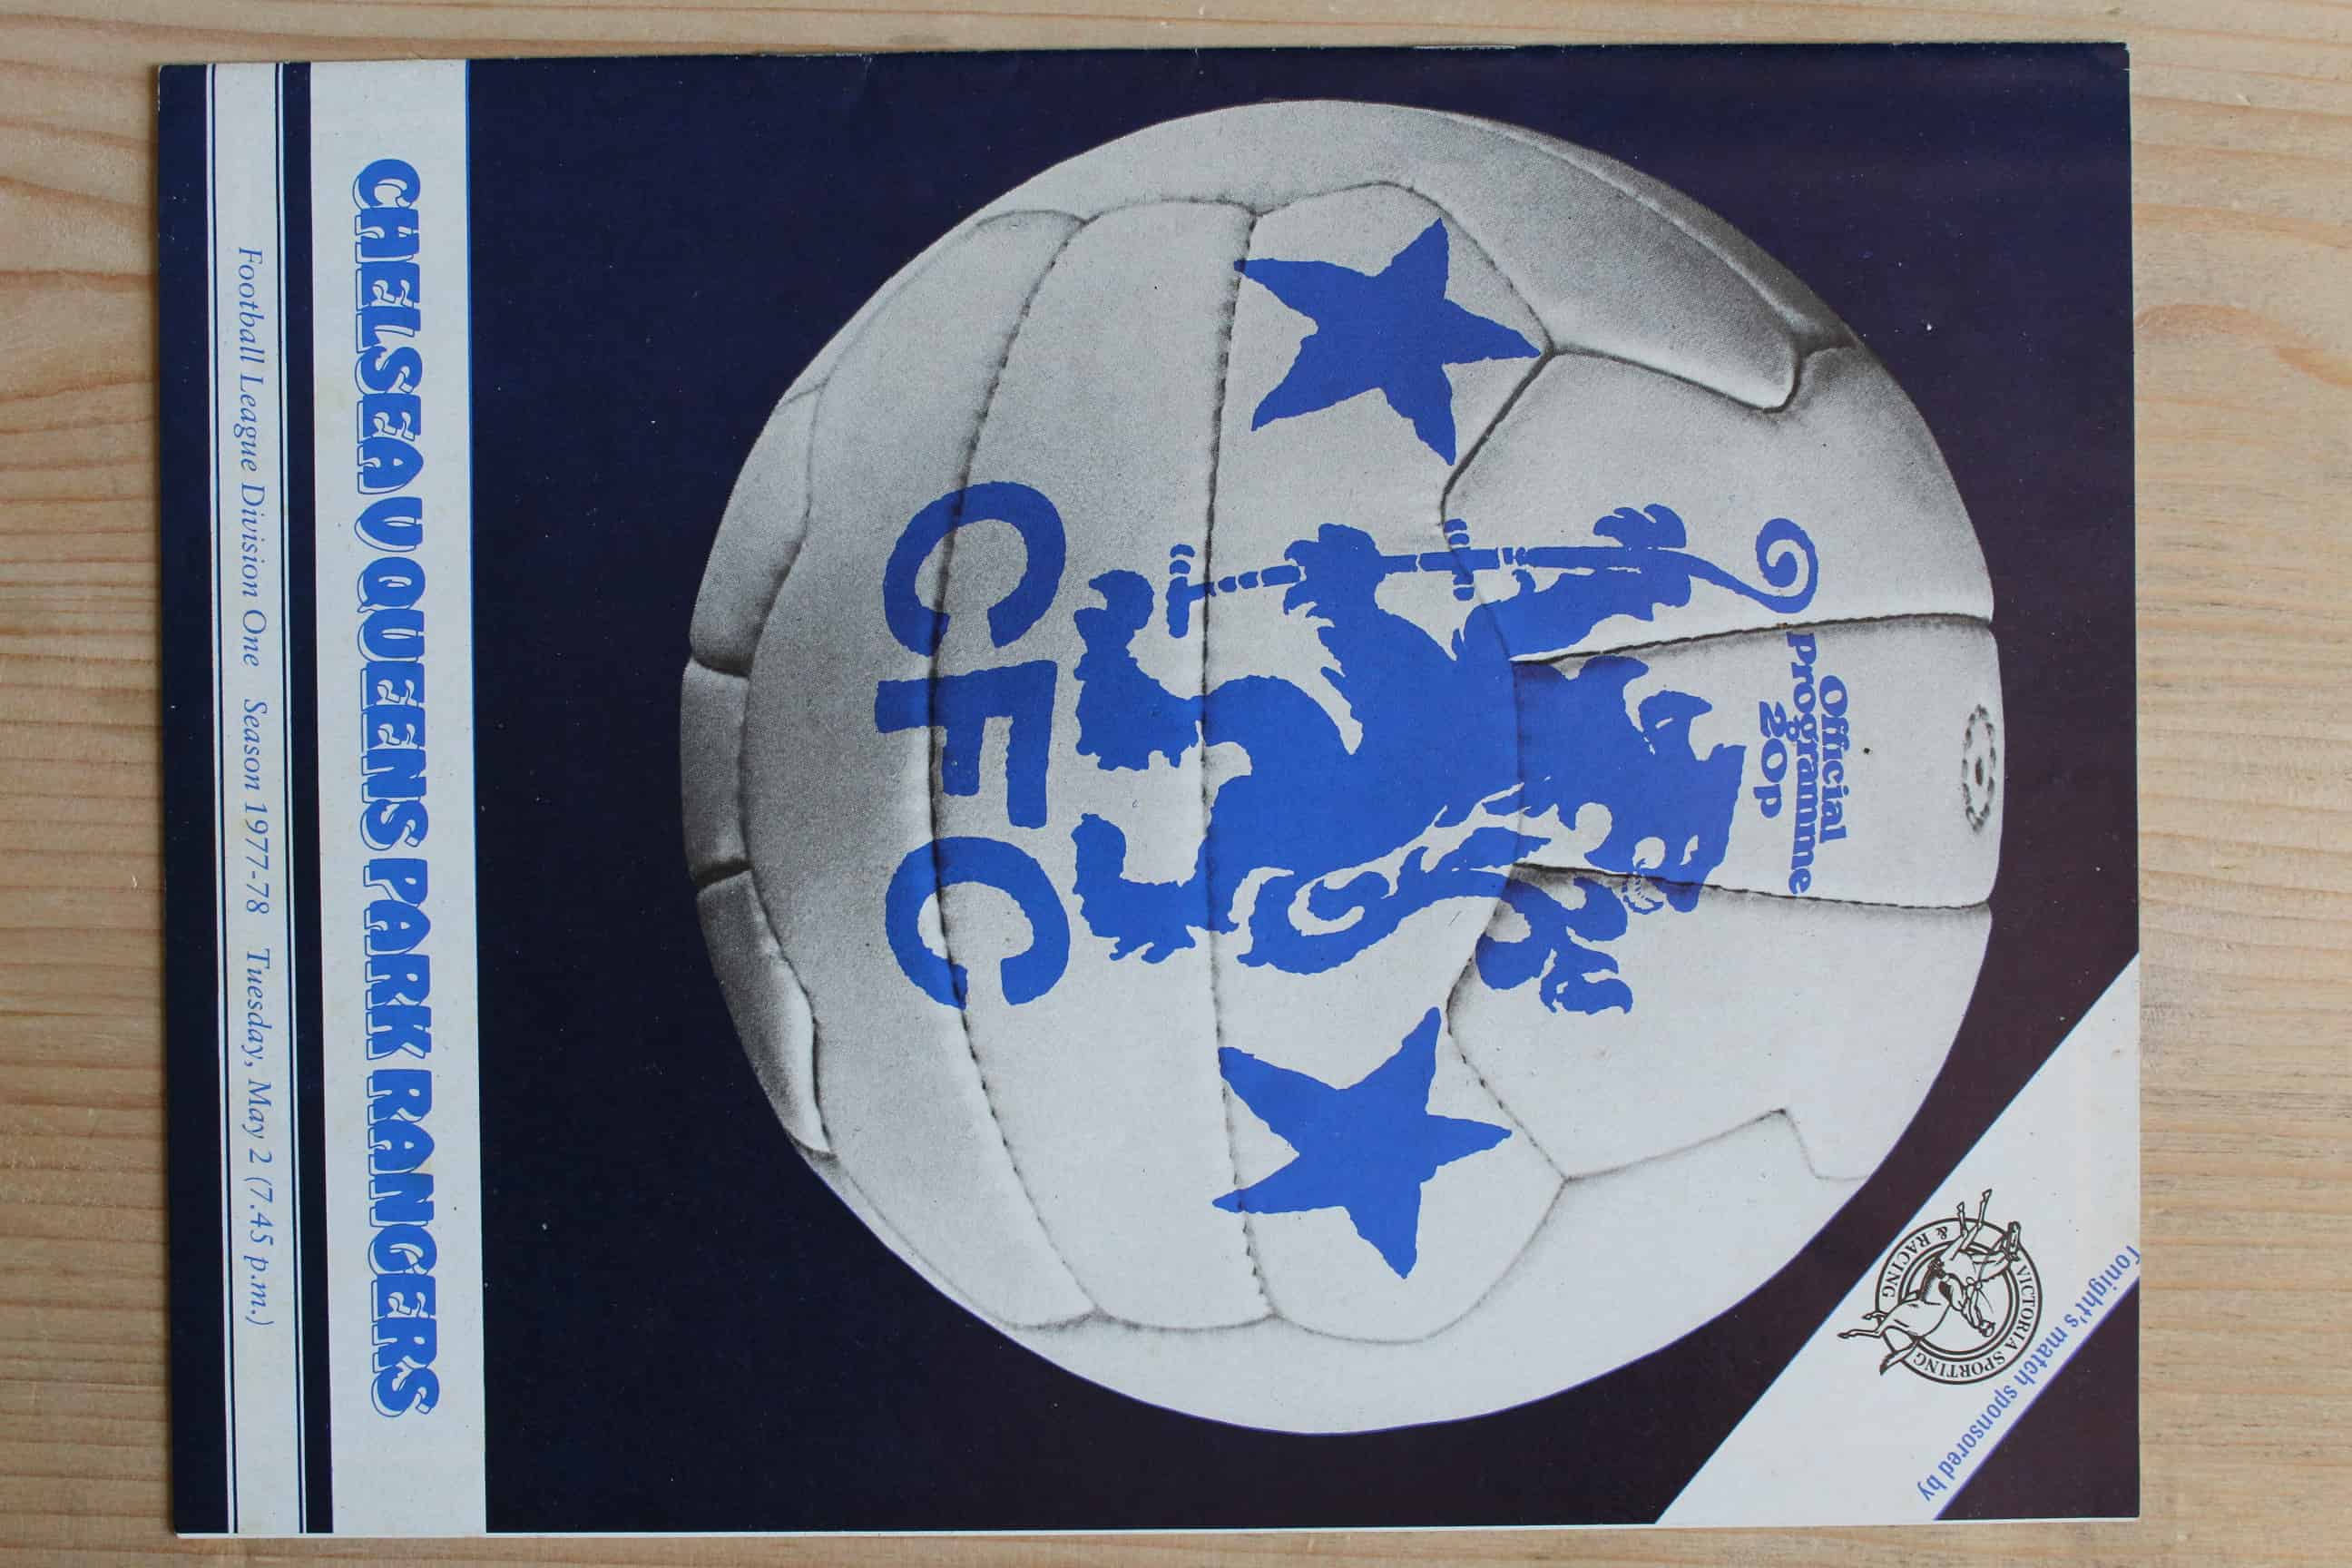 Tonight's match sponsored by
VICTORIA SPORTING
& RACING
Official
Programme
20p
CFC
CHELSEA V QUEENS PARK RANGERS
Football League Division One Season 1977-78 Tuesday, May 2 (7.45 p.m.)